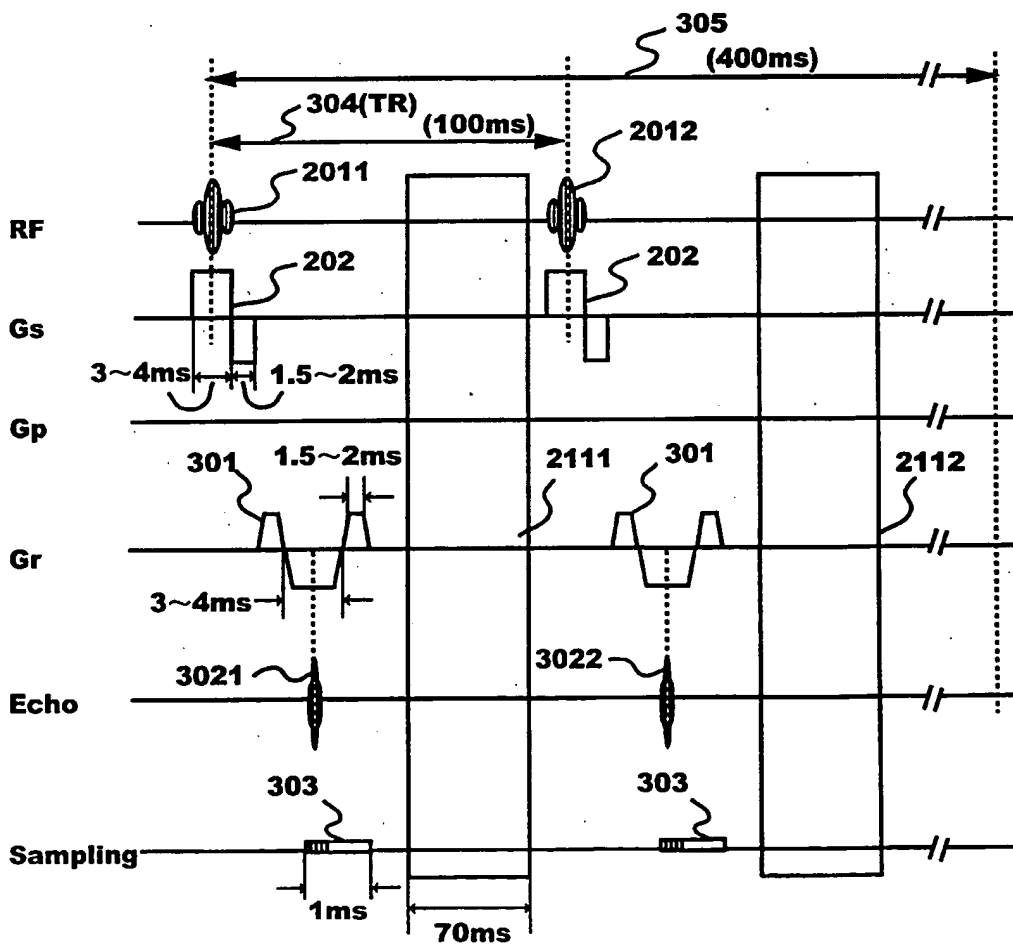 305
(400ms)
304(TR)
(100ms)
2012
2011
RF
202
202
Gs
3~4ms
1.5~2ms
Gp
301
1.5~2ms
2111
301
2112
Gr
3~4ms
3021
3022
Echo
303
303
Sampling
1ms
70ms